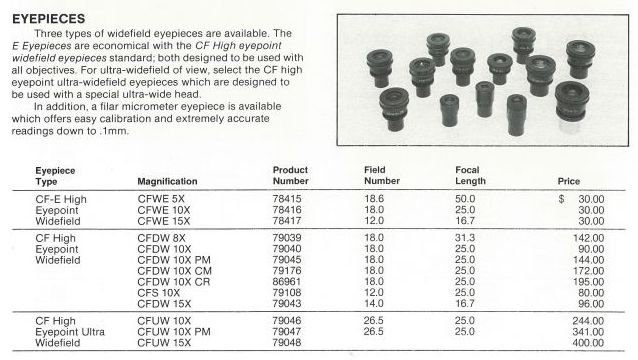 EYEPIECES
Three types of widefield eyepieces are available. The
E Eyepieces are economical with the CF High eyepoint
widefield eyepieces standard; both designed to be used with
all objectives. For ultra-widefield of view, select the CF high
eyepoint ultra-widefield eyepieces which are designed to
be used with a special ultra-wide head.
In addition, a filar micrometer eyepiece is available
which offers easy calibration and extremely accurate
readings down to .1mm.
Eyepiece Product Field Focal
Type Magnification Number Number Length Price
CF-E High CFWE 5X 78415 18.6 50.0 $ 30.00
Eyepoint CFWE 10X 78416 18.0 25.0 30.00
Widefield CFWE 15X 78417 12.0 16.7 30.00
CF High CFDW 8X 79039 18.0 31.3 142.00
Eyepoint CFDW 10X 79040 18.0 25.0 90.00
Widefield CFDW 10X PM 79045 18.0 25.0 144.00
CFDW 10X CM 79176 18.0 25.0 172.00
CFDW 10X CR 86961 18.0 25.0 195.00
CFS 10X 79108 12.0 25.0 80.00
CFDW 15X 79043 14.0 16.7 96.00
CF High CFUW 10X 79046 26.5 25.0 244.00
Eyepoint Ultra CFUW 10X PM 79047 26.5 25.0 341.00
Widefield CFUW 15X 79048 400.00